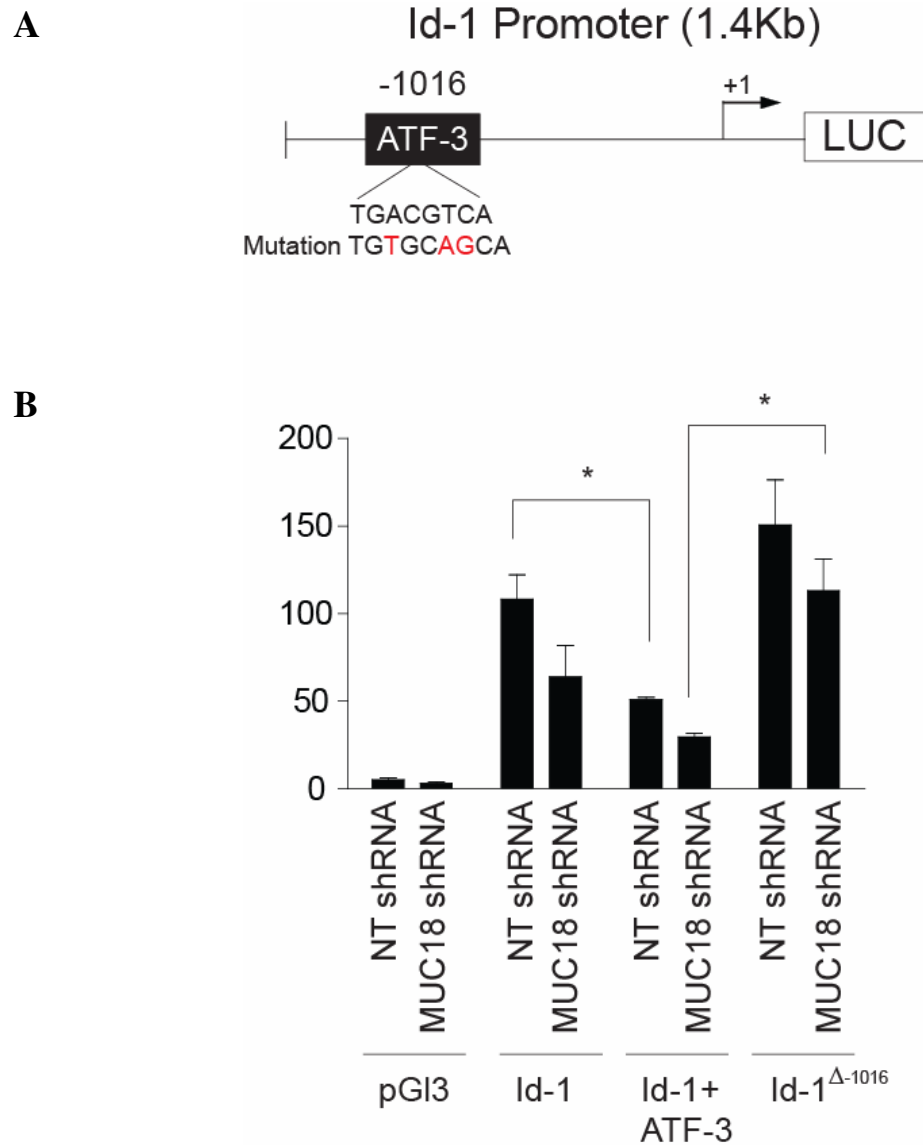 A
Id-1 Promoter (1.4Kb)
-1016
+1
ATF-3
LUC
TGACGTCA
Mutation TGTGCAGCA
B
*
*
200
150
100
50
0
NT shRNA
MUC18 shRNA
NT shRNA
MUC18 shRNA
NT shRNA
MUC18 shRNA
NT shRNA
MUC18 shRNA
pGl3
Id-1
Id-1+
ATF-3
Id-1Δ-1016